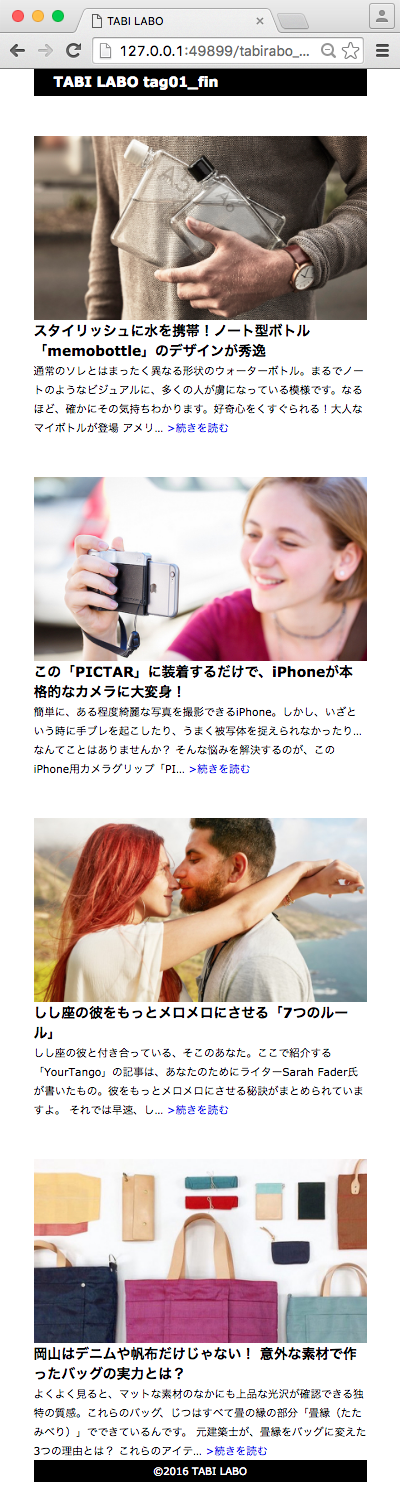 TABI LABO
127.0.0.1:49899/tabirabo_...
TABI LABO tag01_fin
A5
A6
スタイリッシュに水を携帯！ノート型ボトル
「memobottle」のデザインが秀逸
通常のソレとはまったく異なる形状のウォーターボトル。まるでノー
トのようなビジュアルに、多くの人が虜になっている模様です。なる
ほど、確かにその気持ちわかります。好奇心をくすぐられる！大人な
マイボトルが登場 アメリ... >続きを読む
この「PICTAR」に装着するだけで、iPhoneが本
格的なカメラに大変身！
簡単に、ある程度綺麗な写真を撮影できるiPhone。しかし、いざと
いう時に手ブレを起こしたり、うまく被写体を捉えられなかったり...
なんてことはありませんか？ そんな悩みを解決するのが、この
iPhone用カメラグリップ「PI... >続きを読む
しし座の彼をもっとメロメロにさせる「7つのルー
ル」
しし座の彼と付き合っている、そこのあなた。ここで紹介する
「YourTango」の記事は、あなたのためにライターSarah Fader氏
が書いたもの。彼をもっとメロメロにさせる秘訣がまとめられていま
すよ。 それでは早速、し... >続きを読む
岡山はデニムや帆布だけじゃない！ 意外な素材で作
ったバッグの実力とは？
よくよく見ると、マットな素材のなかにも上品な光沢が確認できる独
特の質感。これらのバッグ、じつはすべて畳の縁の部分「畳縁（たた
みべり）」でできているんです。 元建築士が、畳縁をバッグに変えた
3つの理由とは？ これらのアイテ... >続きを読む
©2016 TABI LABO